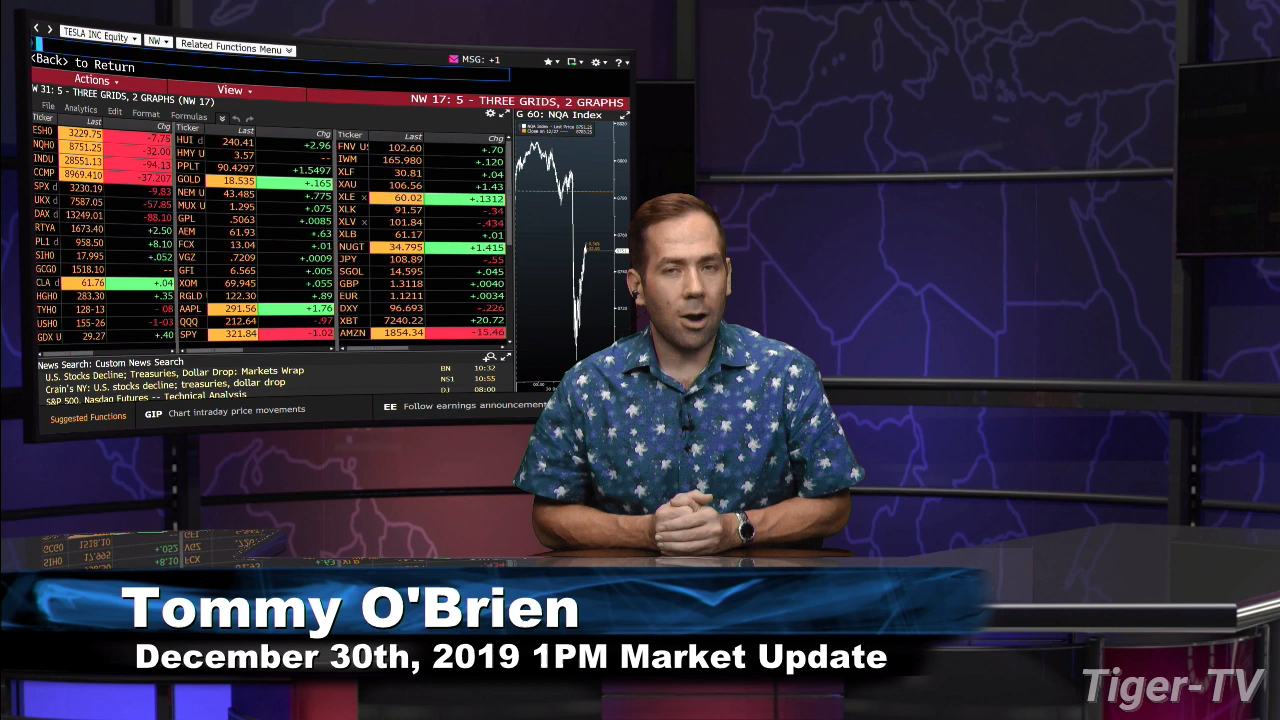 TESLA INC Equity NW Related Functions Menu
MSG: +1
<Back> to Return
Actions View
W 31: 5 - THREE GRIDS, 2 GRAPHS (NW 17) NW 17: 5 - THREE GRIDS, 2 GRAPHS
File Analytics Edit Format Formulas
G 60: NQA Index
Ticker Last Chg
ESH0 3229.75 -7.75
NQH0 8751.25 -32.00
INDU 28551.13 -94.13
CCMP 8969.410 -37.207
SPX d 3230.19 -9.83
UKX d 7587.05 -57.85
DAX d 13249.01 -88.10
RTYA 1673.40 +2.50
PL1 d 958.50 +8.10
SIH0 17.995 +.052
GCG0 1518.10 --
CLA d 61.76 +.04
HGH0 283.30 +.35
TYH0 128-13 - 08
USH0 155-26 -1-03
GDX U 29.27 +.40
Ticker Last Chg
HUI d 240.41 +2.96
HMY U 3.57 --
PPLT 90.4297 +1.5497
GOLD 18.535 +.165
NEM U 43.485 +.775
MUX U 1.295 +.075
GPL .5063 +.0085
AEM 61.93 +.63
FCX 13.04 +.01
VGZ .7209 +.0009
GFI 6.565 +.005
XOM 69.945 +.055
RGLD 122.30 +.89
AAPL 291.56 +1.76
QQQ 212.64 -.97
SPY 321.84 -1.02
Ticker Last Chg
FNV US 102.60 +.70
IWM 165.980 +.120
XLF 30.81 +.04
XAU 106.56 +1.43
XLE x 60.02 +.1312
XLK 91.57 -.34
XLV x 101.84 -.434
XLB 61.17 +.01
NUGT 34.795 +1.415
JPY 108.89 -.55
SGOL 14.595 +.045
GBP 1.3118 +.0040
EUR 1.1211 +.0034
DXY 96.693 -.226
XBT 7240.22 +20.72
AMZN 1854.34 -15.46
News Search: Custom News Search
U.S. Stocks Decline; Treasuries, Dollar Drop: Markets Wrap BN 10:32
Crain's NY: U.S. stocks decline; treasuries, dollar drop NS1 10:55
S&P 500, Nasdaq Futures -- Technical Analysis DJ 08:00
Suggested Functions GIP Chart intraday price movements EE Follow earnings announcement
Tommy O'Brien
December 30th, 2019 1PM Market Update
Tiger-TV